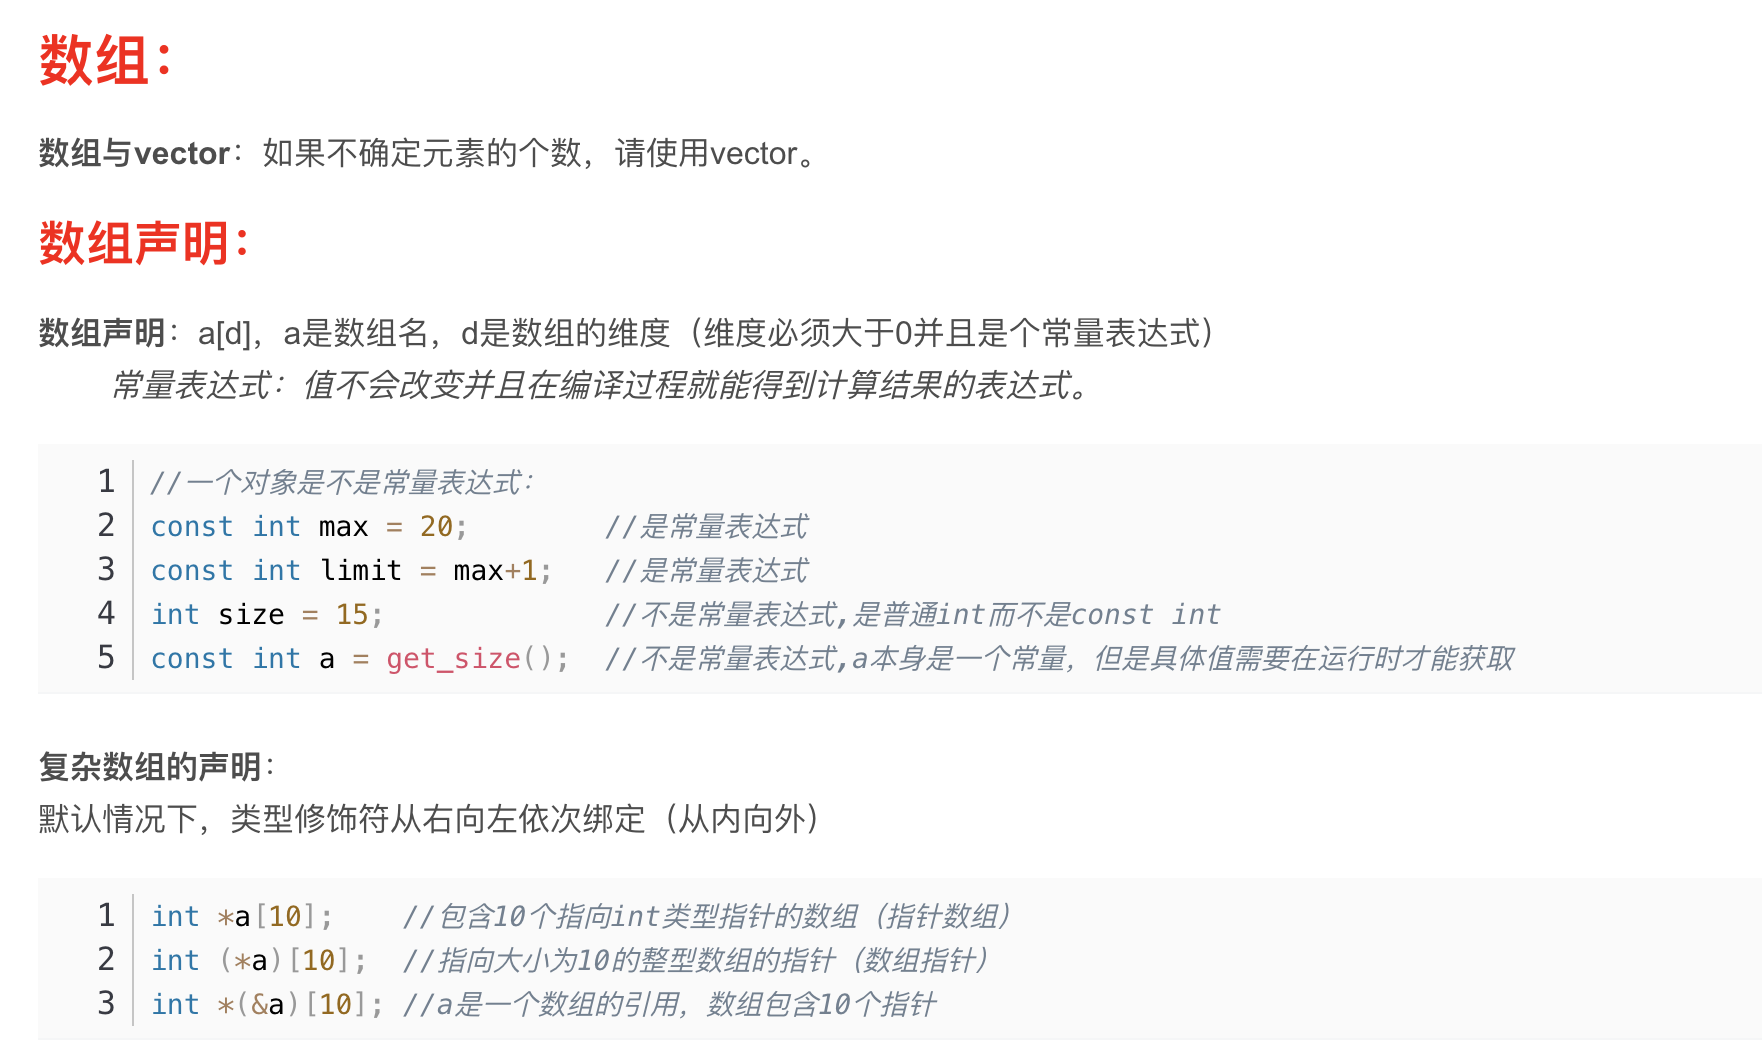 数组：
数组与vector：如果不确定元素的个数，请使用vector。
数组声明：
数组声明：a[d]，a是数组名，d是数组的维度（维度必须大于0并且是个常量表达式）
常量表达式：值不会改变并且在编译过程就能得到计算结果的表达式。
1 //一个对象是不是常量表达式：
2 const int max = 20;         //是常量表达式
3 const int limit = max+1;   //是常量表达式
4 int size = 15;              //不是常量表达式,是普通int而不是const int
5 const int a = get_size();  //不是常量表达式,a本身是一个常量，但是具体值需要在运行时才能获取
复杂数组的声明：
默认情况下，类型修饰符从右向左依次绑定（从内向外）
1 int *a[10];    //包含10个指向int类型指针的数组（指针数组）
2 int (*a)[10];  //指向大小为10的整型数组的指针（数组指针）
3 int *(&a)[10]; //a是一个数组的引用，数组包含10个指针